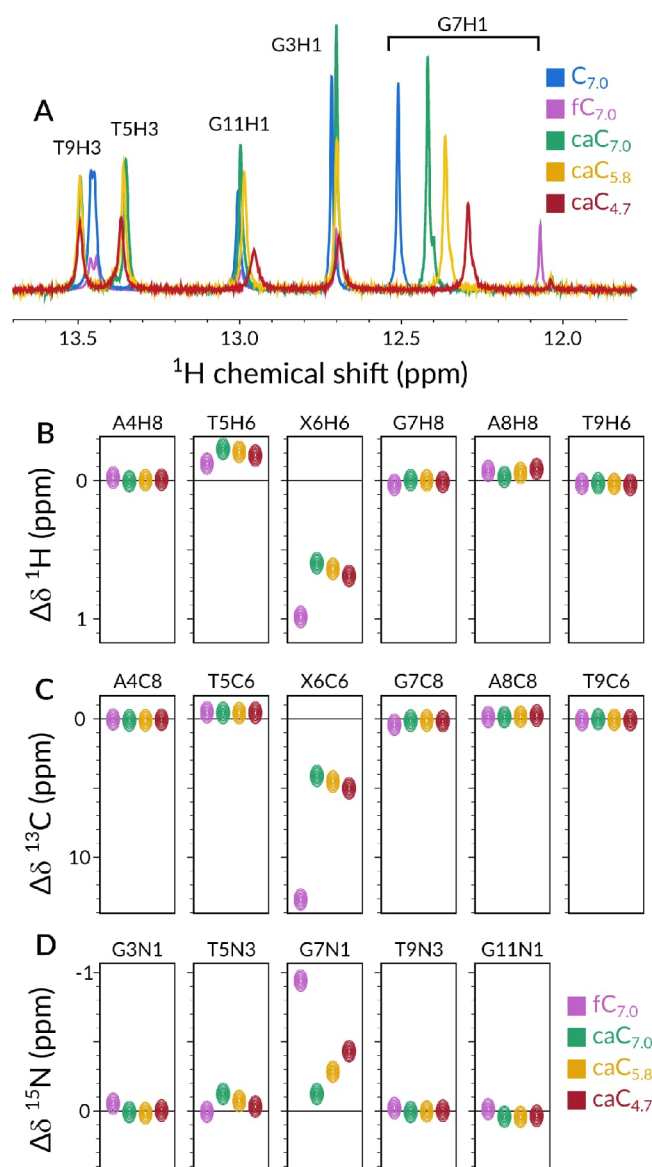 G7H1
G3H1
A
C7.0
fC7.0
caC7.0
caC5.8
caC4.7
T9H3
T5H3
G11H1
13.5 13.0 12.5 12.0
1H chemical shift (ppm)
B
A4H8 T5H6 X6H6 G7H8 A8H8 T9H6
0
1
Δδ 1H (ppm)
C
A4C8 T5C6 X6C6 G7C8 A8C8 T9C6
0
10
Δδ 13C (ppm)
D
G3N1 T5N3 G7N1 T9N3 G11N1
-1
0
Δδ 15N (ppm)
fC7.0
caC7.0
caC5.8
caC4.7